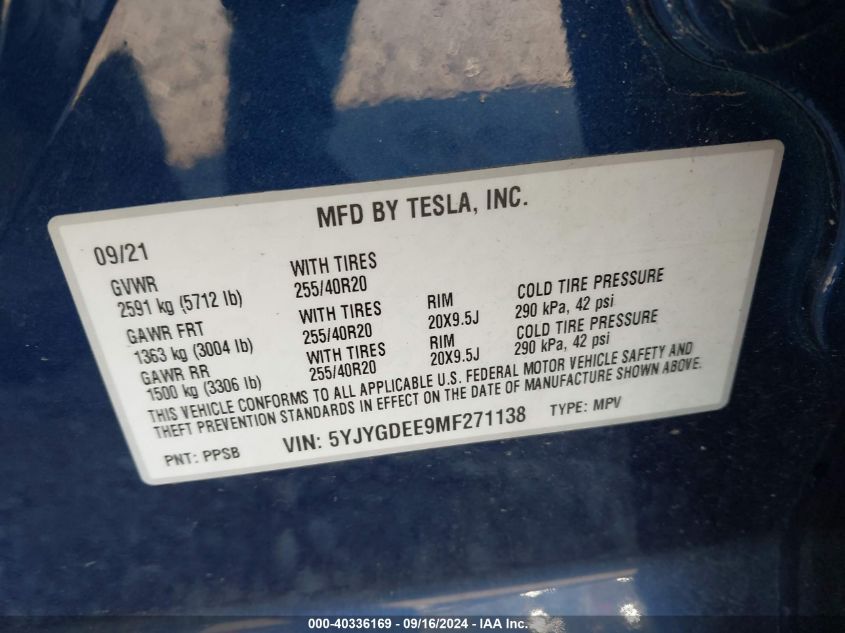 MFD BY TESLA, INC.
09/21
GVWR WITH TIRES
2591 kg (5712 lb) 255/40R20
GAWR FRT WITH TIRES RIM COLD TIRE PRESSURE
1363 kg (3004 lb) 255/40R20 20X9.5J 290 kPa, 42 psi
GAWR RR WITH TIRES RIM COLD TIRE PRESSURE
1500 kg (3306 lb) 255/40R20 20X9.5J 290 kPa, 42 psi
THIS VEHICLE CONFORMS TO ALL APPLICABLE U.S. FEDERAL MOTOR VEHICLE SAFETY AND
THEFT PREVENTION STANDARDS IN EFFECT ON THE DATE OF MANUFACTURE SHOWN ABOVE.
PNT: PPSB VIN: 5YJYGDEE9MF271138 TYPE: MPV
000-40336169 - 09/16/2024 - IAA Inc.